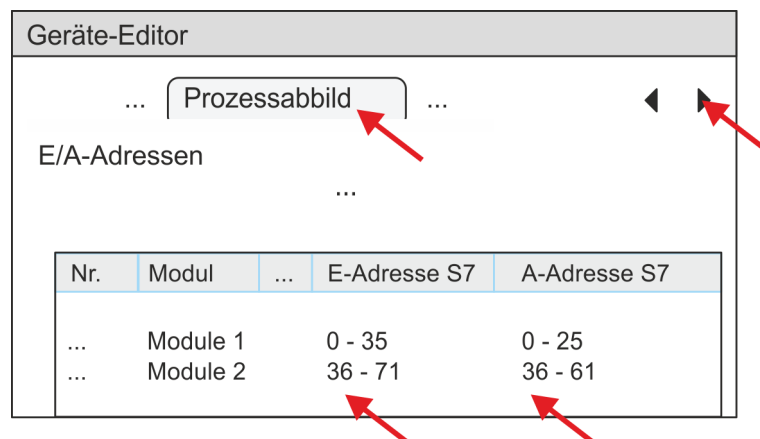 Geräte-Editor
... Prozessabbild ...
E/A-Adressen
...
Nr. Modul ... E-Adresse S7 A-Adresse S7
... Module 1 0 - 35 0 - 25
... Module 2 36 - 71 36 - 61